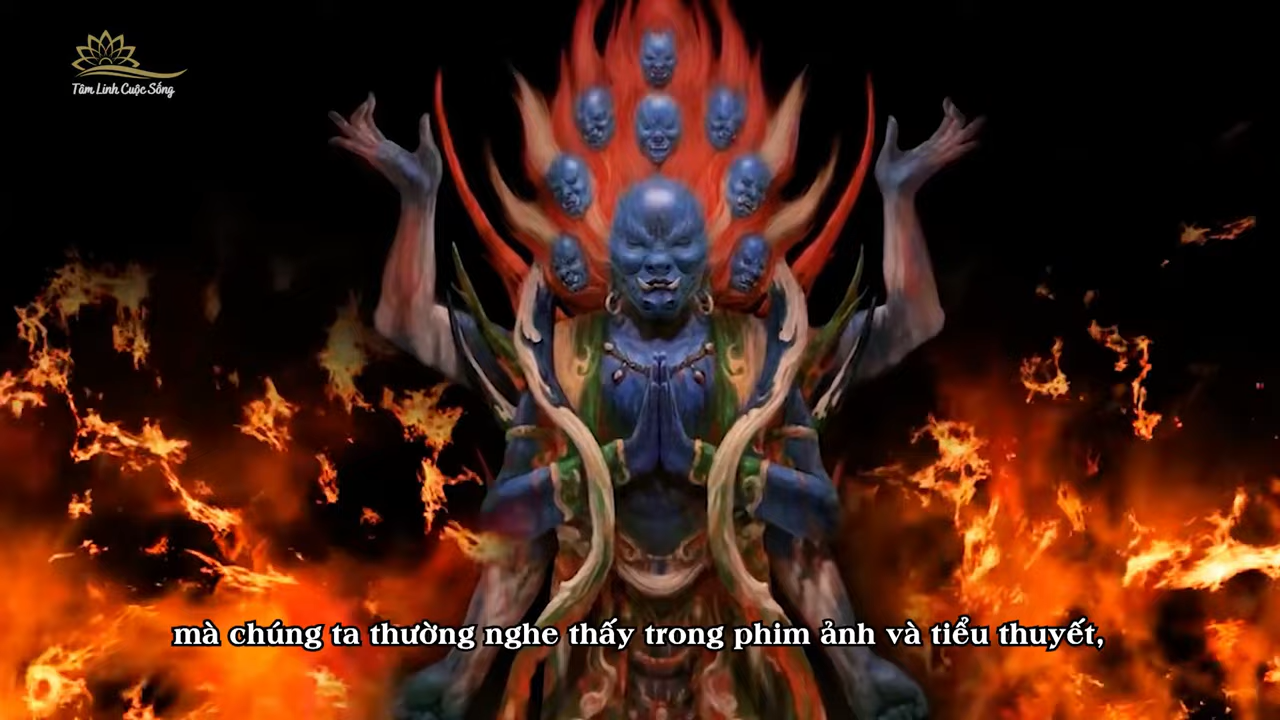 Tâm Linh Cuộc Sống
mà chúng ta thường nghe thấy trong phim ảnh và tiểu thuyết,